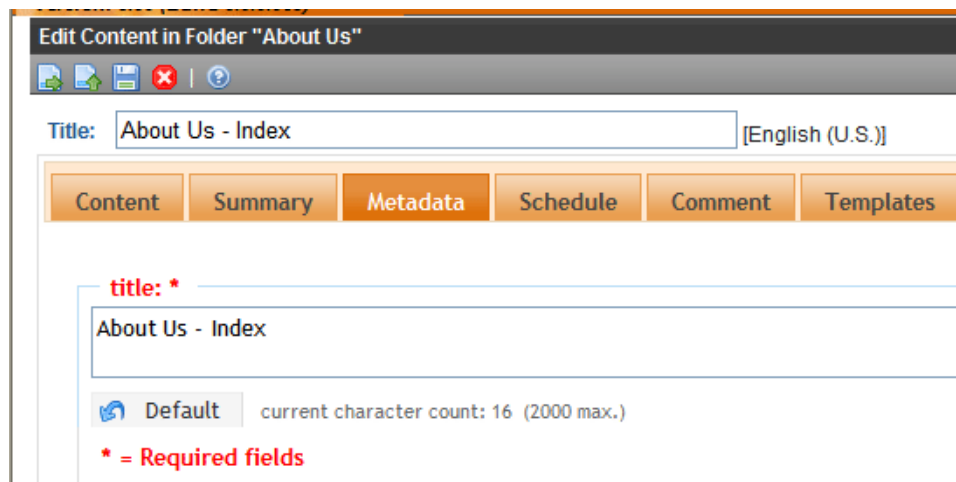 Edit Content in Folder "About Us"
Title: About Us - Index [English (U.S.)]
Content Summary Metadata Schedule Comment Templates
title: *
About Us - Index
Default current character count: 16 (2000 max.)
* = Required fields